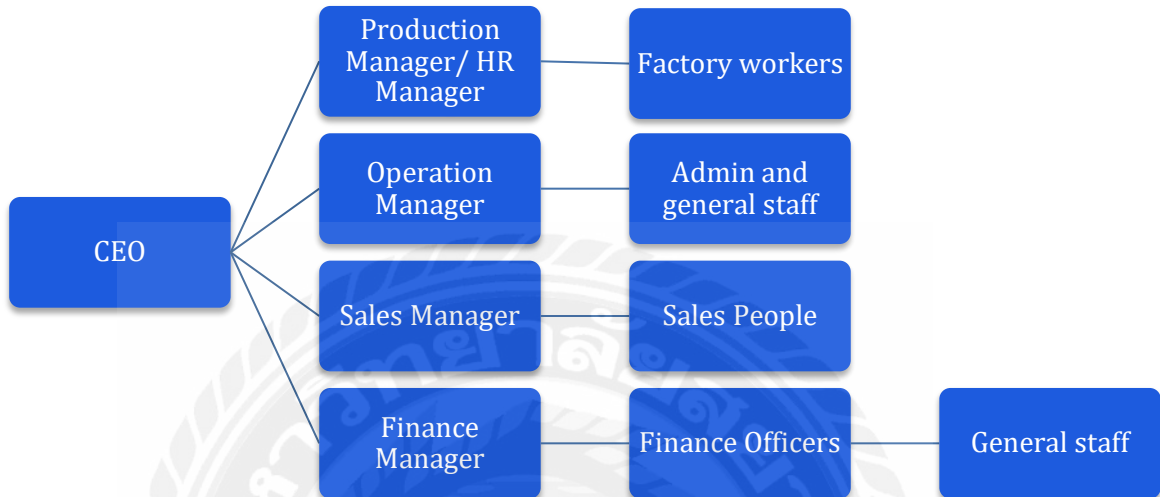 Production
Manager/ HR
Manager
Factory workers
Operation
Manager
Admin and
general staff
CEO
Sales Manager
Sales People
Finance
Manager
Finance Officers
General staff